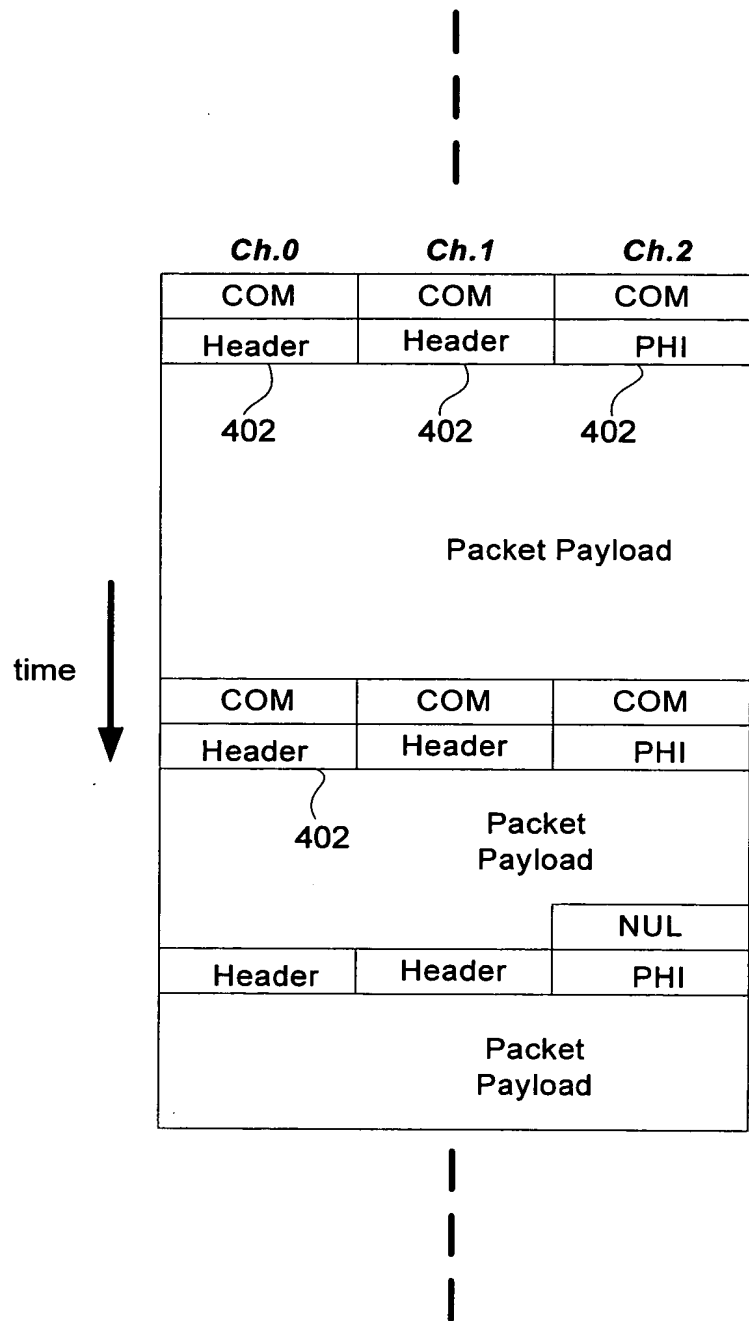 Ch.0 Ch.1 Ch.2
COM COM COM
Header Header PHI
402 402 402
Packet Payload
time
COM COM COM
Header Header PHI
402
Packet
Payload
NUL
Header Header PHI
Packet
Payload